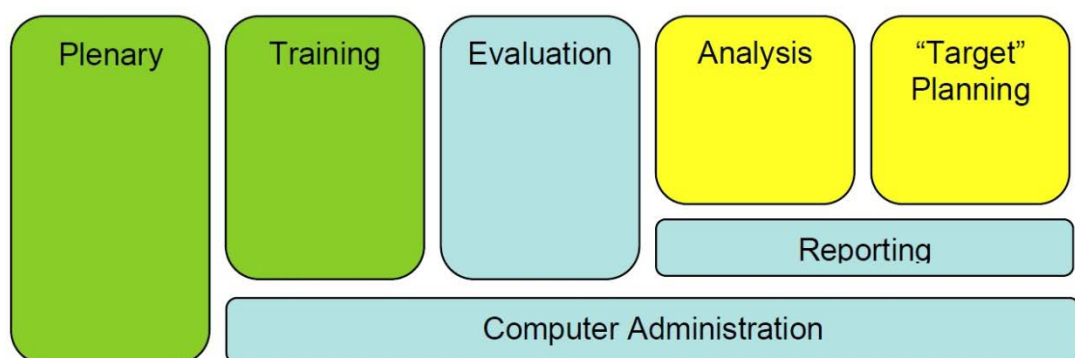 Plenary
Training
Evaluation
Analysis
“Target”
Planning
Reporting
Computer Administration